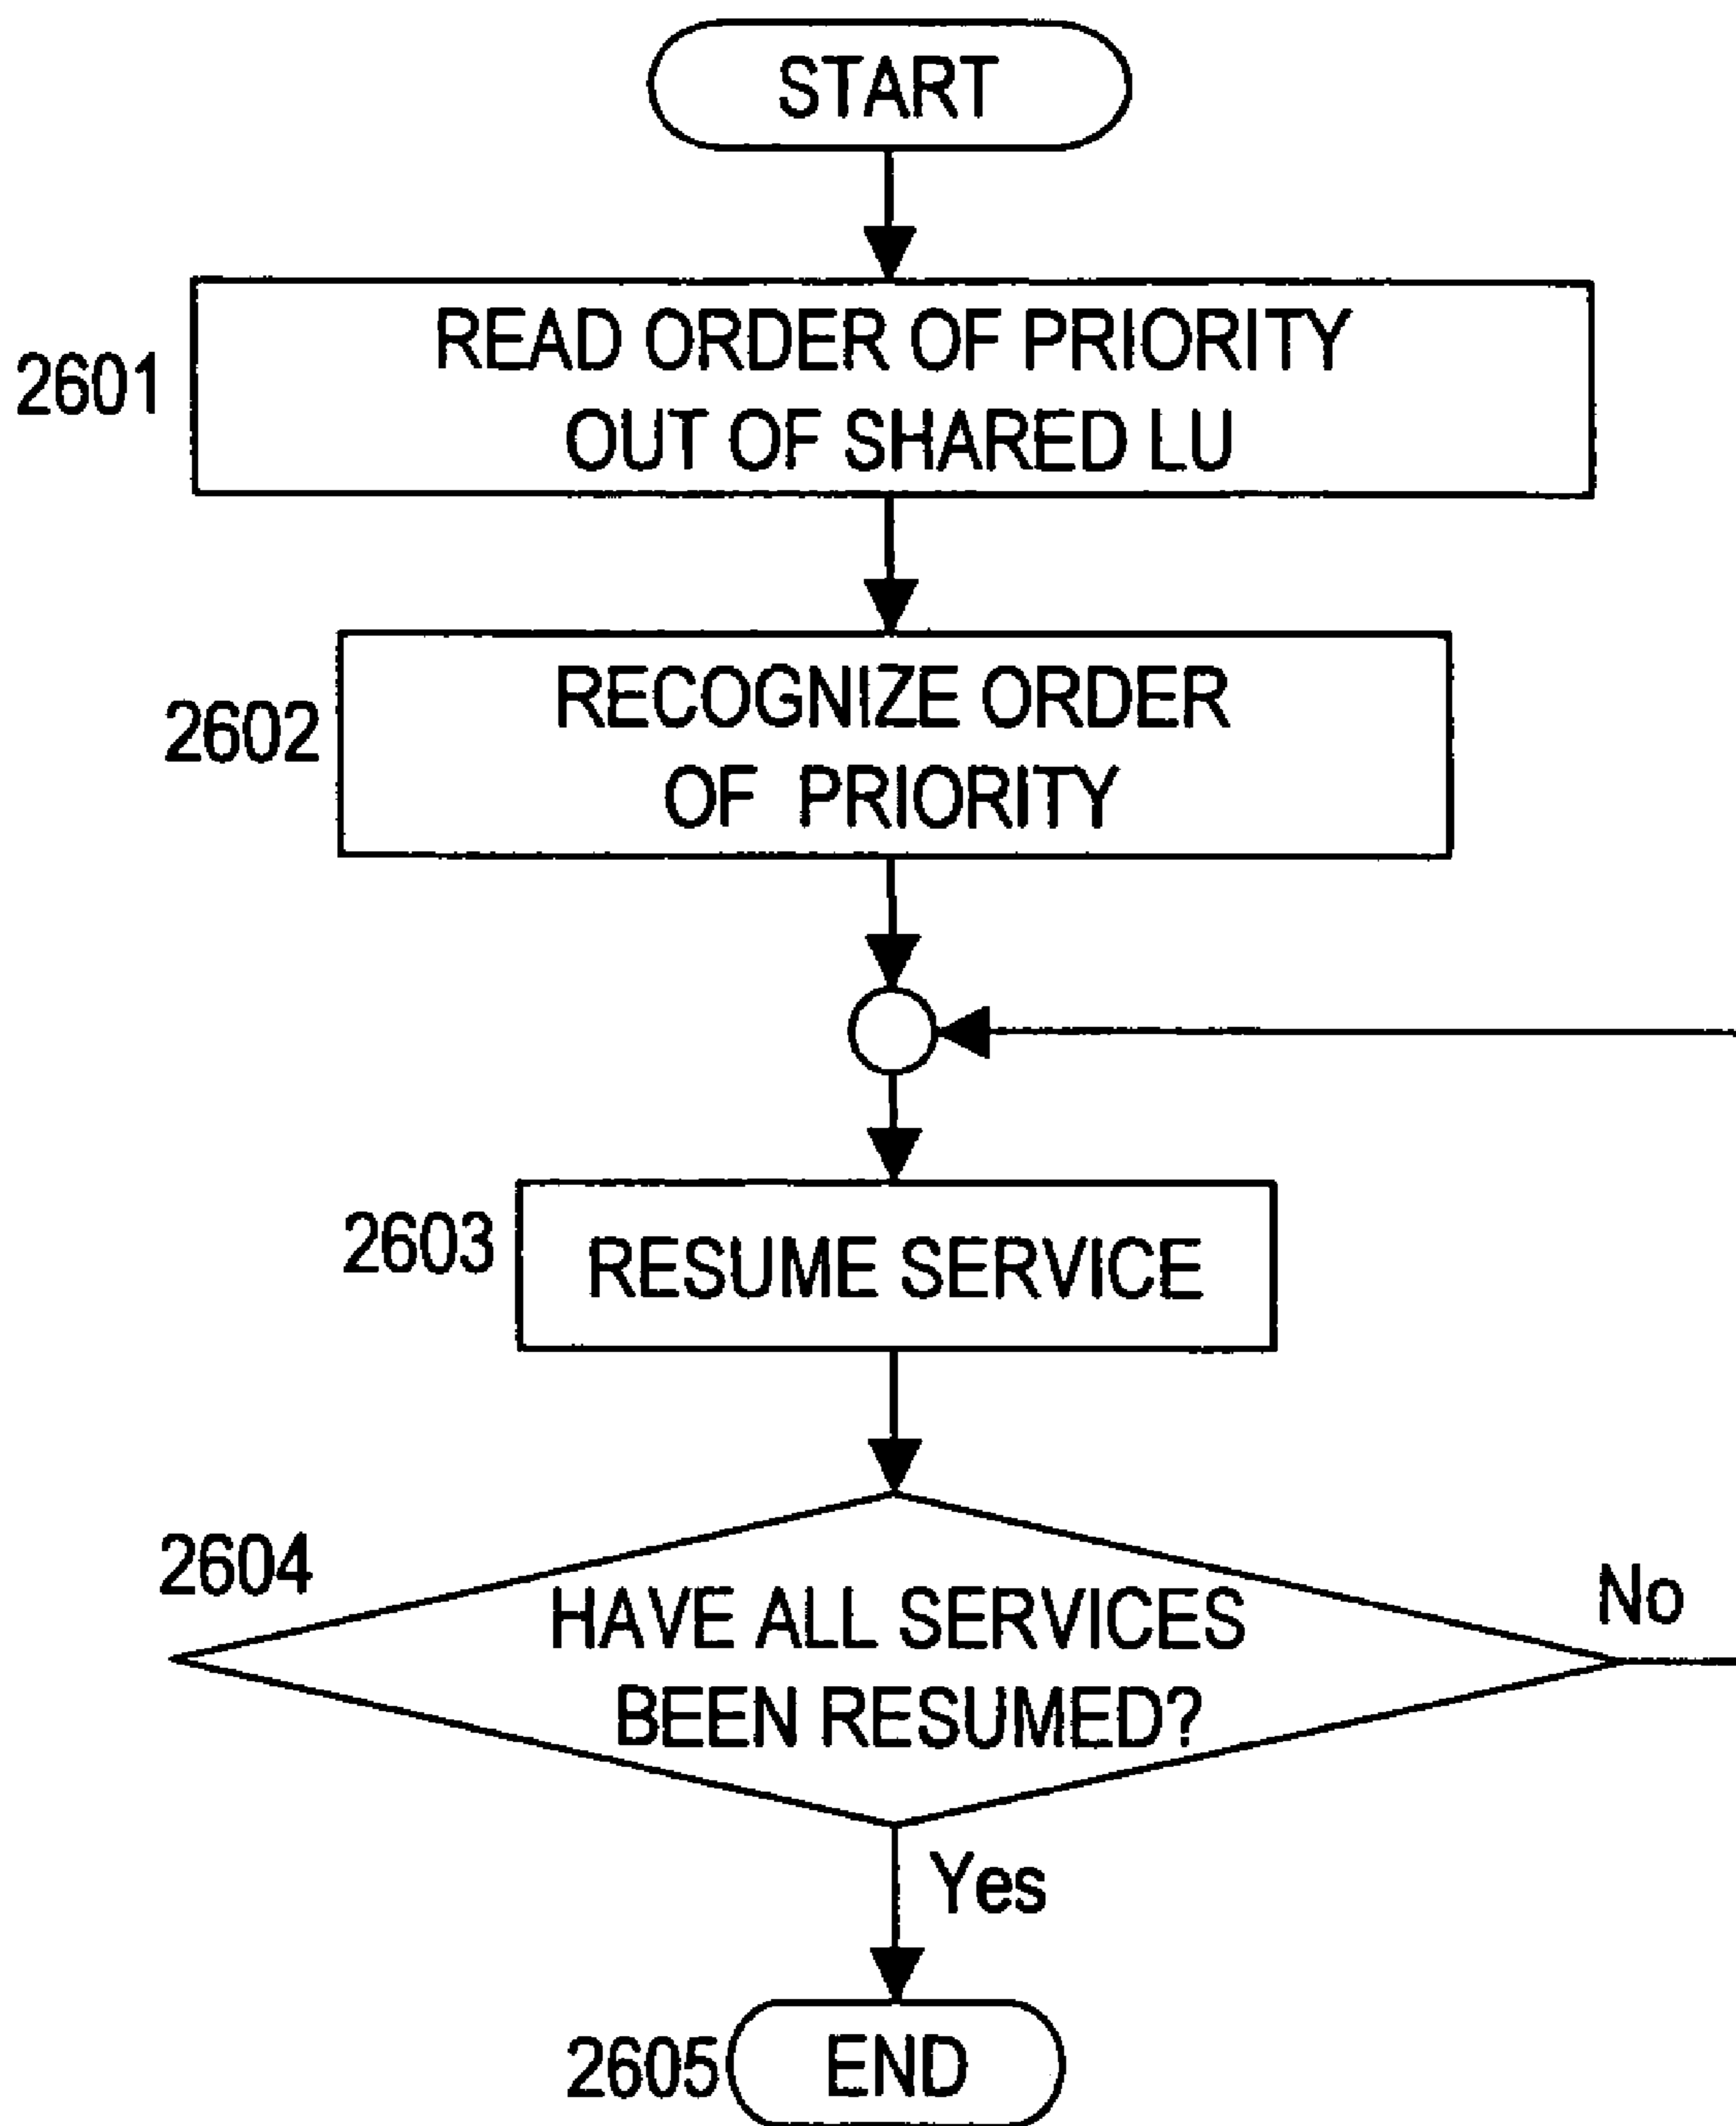 START
2601
READ ORDER OF PRIORITY
OUT OF SHARED LU
2602
RECOGNIZE ORDER
OF PRIORITY
2603
RESUME SERVICE
2604
HAVE ALL SERVICES
BEEN RESUMED?
No
Yes
2605
END